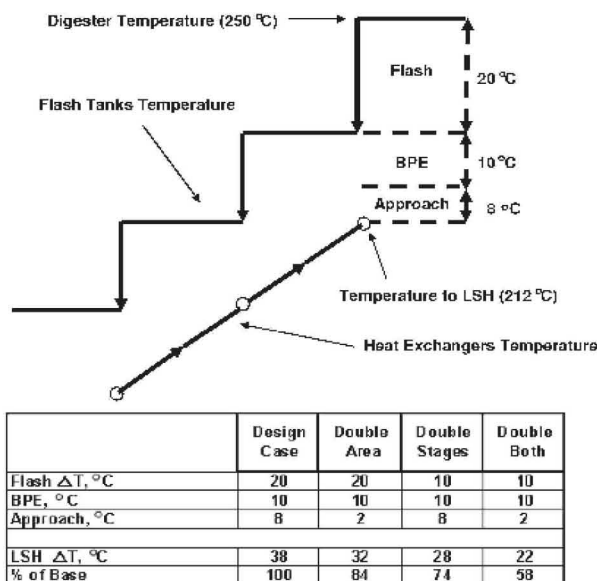 Digester Temperature (250 °C)
Flash
20 °C
Flash Tanks Temperature
BPE
10 °C
Approach
8 °C
Temperature to LSH (212 °C)
Heat Exchangers Temperature
Design Case Double Area Double Stages Double Both
Flash ΔT, °C 20 20 10 10
BPE, °C 10 10 10 10
Approach, °C 8 2 8 2
LSH ΔT, °C 38 32 28 22
% of Base 100 84 74 58